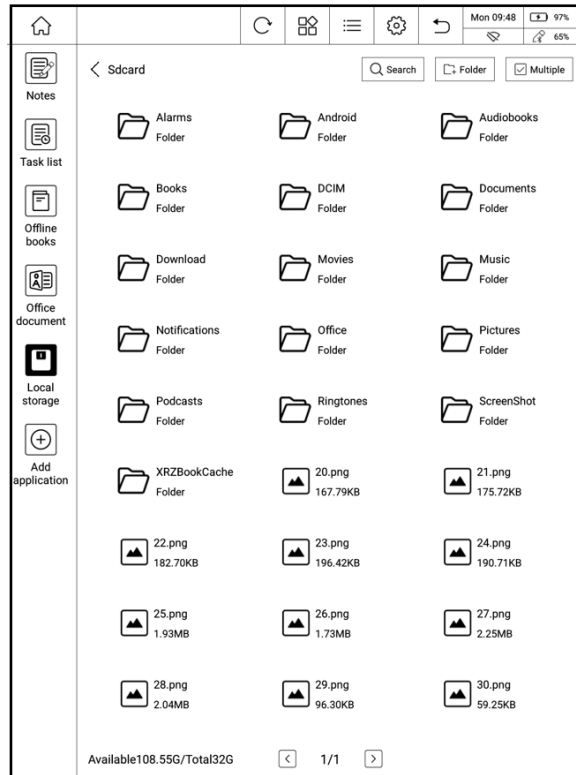 Mon 09:48
97%
65%
Notes
Task list
Offline
books
Office
document
Local
storage
Add
application
Sdcard
Search
Folder
Multiple
Alarms
Folder
Android
Folder
Audiobooks
Folder
Books
Folder
DCIM
Folder
Documents
Folder
Download
Folder
Movies
Folder
Music
Folder
Notifications
Folder
Office
Folder
Pictures
Folder
Podcasts
Folder
Ringtones
Folder
ScreenShot
Folder
XRZBookCache
Folder
20.png
167.79KB
21.png
175.72KB
22.png
182.70KB
23.png
196.42KB
24.png
190.71KB
25.png
1.93MB
26.png
1.73MB
27.png
2.25MB
28.png
2.04MB
29.png
96.30KB
30.png
59.25KB
Available108.55G/Total32G
1/1